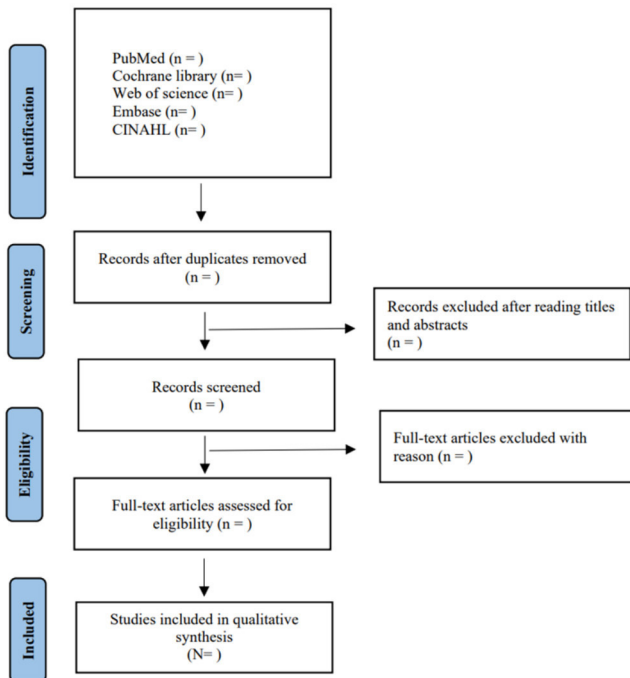 Identification
PubMed (n = )
Cochrane library (n= )
Web of science (n= )
Embase (n= )
CINAHL (n= )
Screening
Records after duplicates removed
(n = )
Records excluded after reading titles
and abstracts
(n = )
Records screened
(n = )
Eligibility
Full-text articles excluded with
reason (n = )
Full-text articles assessed for
eligibility (n = )
Included
Studies included in qualitative
synthesis
(N= )